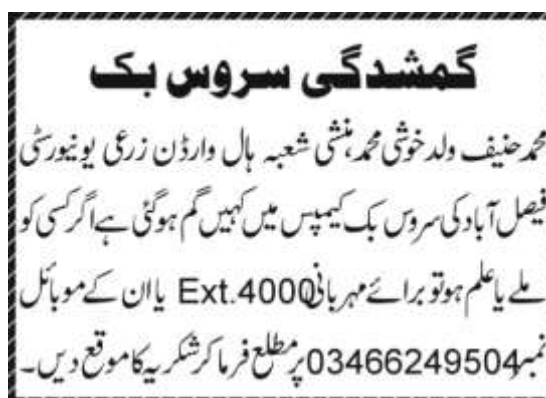 گمشدگی سروس بک
محمد حنیف ولد خوشی محمد، منشی شعبہ ہال وارڈن زرعی یونیورسٹی
فیصل آباد کی سروس بک کیمپس میں کہیں گم ہوگئی ہے اگر کسی کو
ملے یا علم ہو تو برائے مہربانی Ext.4000 یا ان کے موبائل
نمبر 03466249504 پر مطلع فرما کر شکریہ کا موقع دیں۔